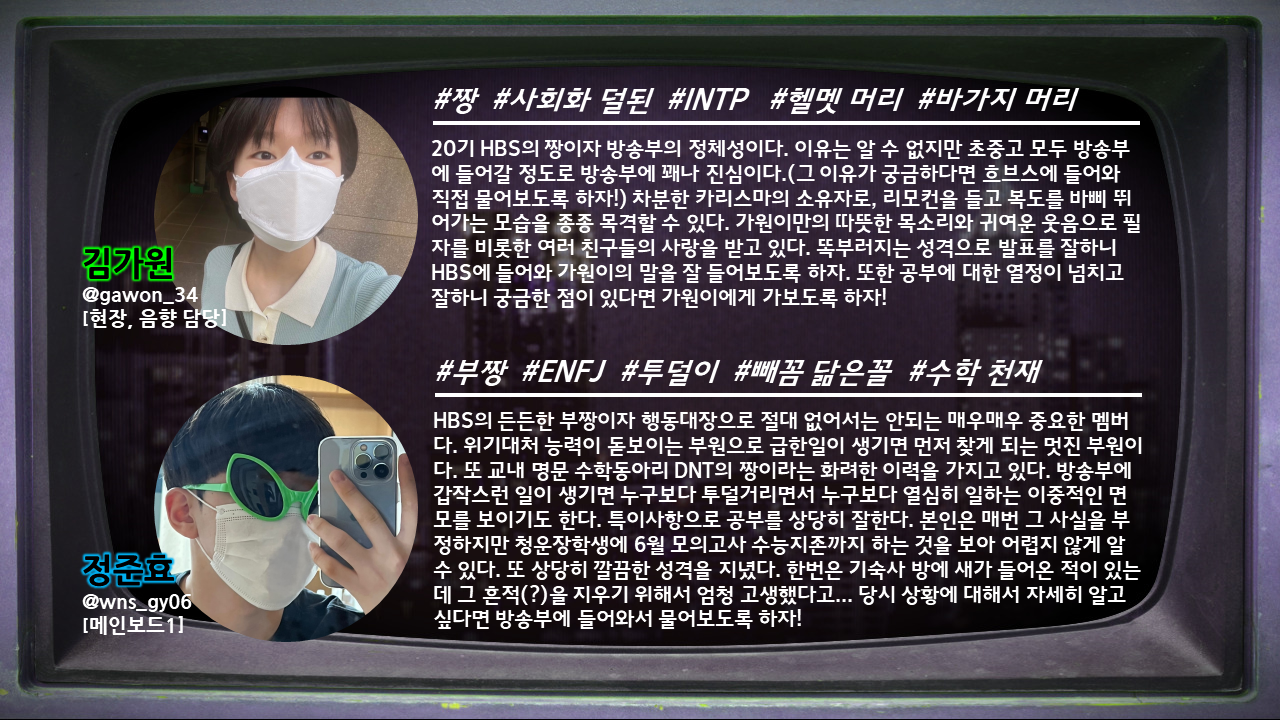 #짱 #사회화 덜된 #INTP #헬멧 머리 #바가지 머리
20기 HBS의 짱이자 방송부의 정체성이다. 이유는 알 수 없지만 초중고 모두 방송부
에 들어갈 정도로 방송부에 꽤나 진심이다.(그 이유가 궁금하다면 흐브스에 들어와
직접 물어보도록 하자!) 차분한 카리스마의 소유자로, 리모컨을 들고 복도를 바삐 뛰
어가는 모습을 종종 목격할 수 있다. 가원이만의 따뜻한 목소리와 귀여운 웃음으로 필
자를 비롯한 여러 친구들의 사랑을 받고 있다. 똑부러지는 성격으로 발표를 잘하니
HBS에 들어와 가원이의 말을 잘 들어보도록 하자. 또한 공부에 대한 열정이 넘치고
잘하니 궁금한 점이 있다면 가원이에게 가보도록 하자!
김가원
@gawon_34
[현장, 음향 담당]
#부짱 #ENFJ #투덜이 #빼꼼 닮은꼴 #수학 천재
HBS의 든든한 부짱이자 행동대장으로 절대 없어서는 안되는 매우매우 중요한 멤버
다. 위기대처 능력이 돋보이는 부원으로 급한일이 생기면 먼저 찾게 되는 멋진 부원이
다. 또 교내 명문 수학동아리 DNT의 짱이라는 화려한 이력을 가지고 있다. 방송부에
갑작스런 일이 생기면 누구보다 투덜거리면서 누구보다 열심히 일하는 이중적인 면
모를 보이기도 한다. 특이사항으로 공부를 상당히 잘한다. 본인은 매번 그 사실을 부
정하지만 청운장학생에 6월 모의고사 수능지존까지 하는 것을 보아 어렵지 않게 알
수 있다. 또 상당히 깔끔한 성격을 지녔다. 한번은 기숙사 방에 새가 들어온 적이 있는
데 그 흔적(?)을 지우기 위해서 엄청 고생했다고... 당시 상황에 대해서 자세히 알고
싶다면 방송부에 들어와서 물어보도록 하자!
정준효
@wns_gy06
[메인보드1]